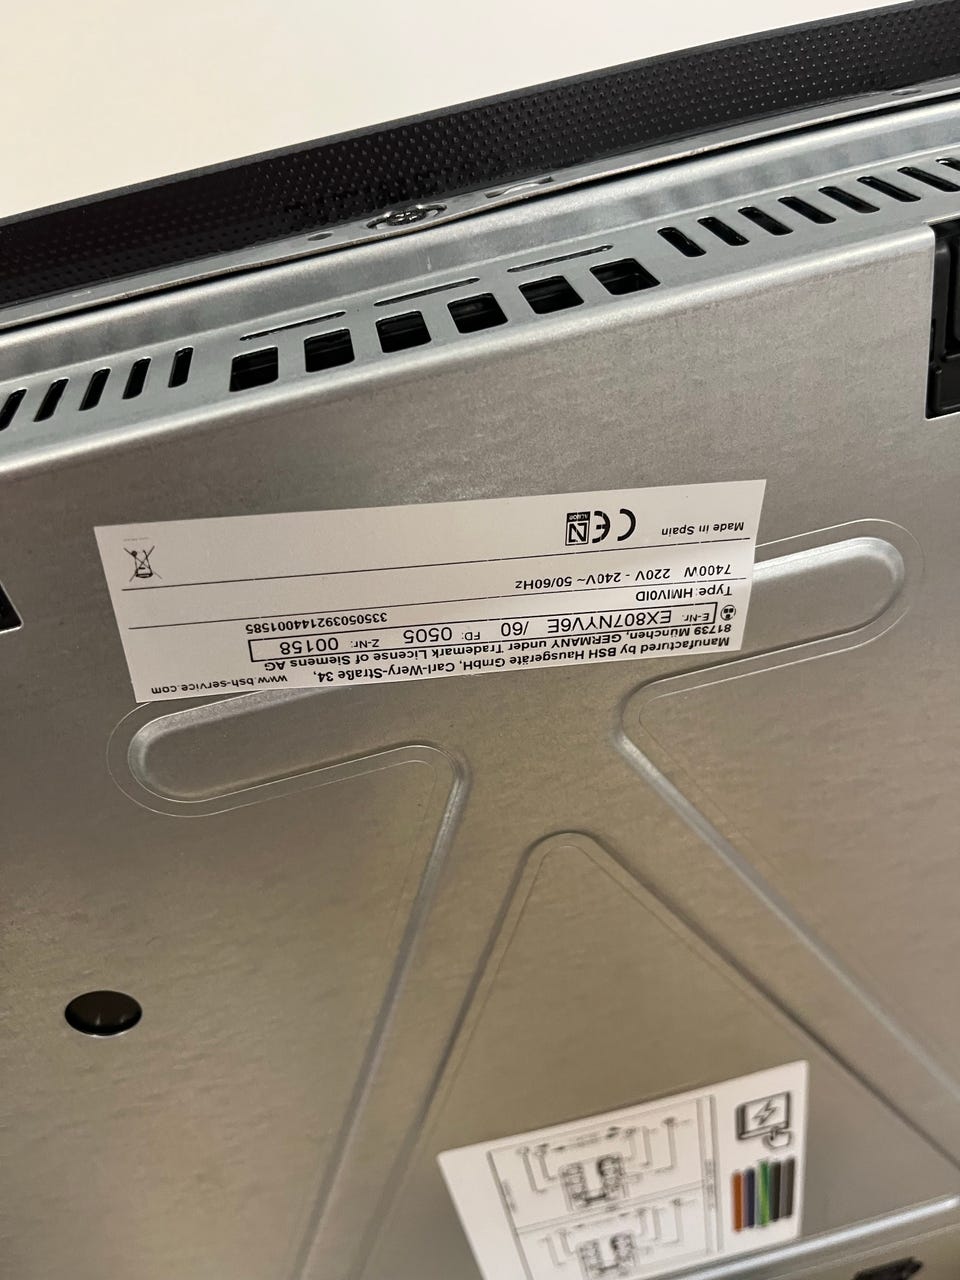 Manufactured by BSH Hausgeräte GmbH, Carl-Wery-Straße 34, www.bsh-service.com
81739 München, GERMANY under Trademark License of Siemens AG
E-Nr: EX807NYV6E /60 FD: 0505 Z-Nr: 00158
Type: HMIV0ID 335050392144001585
7400W 220V - 240V~ 50/60Hz
Made in Spain CE N